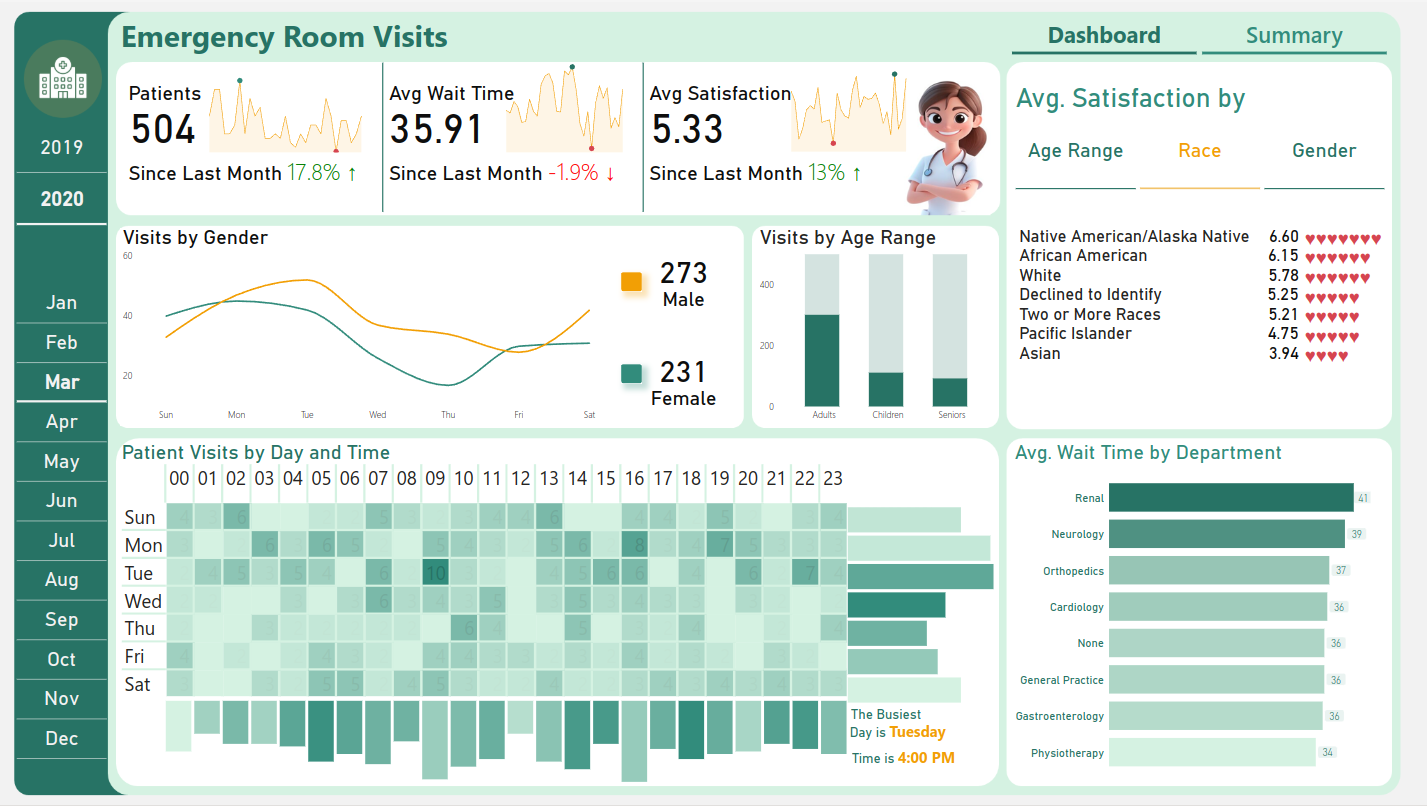 Emergency Room Visits
Dashboard
Summary
2019
2020
Jan
Feb
Mar
Apr
May
Jun
Jul
Aug
Sep
Oct
Nov
Dec
Patients
504
Since Last Month 17.8% ↑
Avg Wait Time
35.91
Since Last Month -1.9% ↓
Avg Satisfaction
5.33
Since Last Month 13% ↑
Avg. Satisfaction by
Age Range Race Gender
Native American/Alaska Native 6.60 ♥♥♥♥♥♥♥
African American 6.15 ♥♥♥♥♥♥
White 5.78 ♥♥♥♥♥♥
Declined to Identify 5.25 ♥♥♥♥♥
Two or More Races 5.21 ♥♥♥♥♥
Pacific Islander 4.75 ♥♥♥♥♥
Asian 3.94 ♥♥♥♥
Visits by Gender
60
40
20
Sun Mon Tue Wed Thu Fri Sat
273
Male
231
Female
Visits by Age Range
400
200
0
Adults Children Seniors
Patient Visits by Day and Time
00 01 02 03 04 05 06 07 08 09 10 11 12 13 14 15 16 17 18 19 20 21 22 23
Sun
Mon
Tue
Wed
Thu
Fri
Sat
The Busiest
Day is Tuesday
Time is 4:00 PM
Avg. Wait Time by Department
Renal 41
Neurology 39
Orthopedics 37
Cardiology 36
None 36
General Practice 36
Gastroenterology 36
Physiotherapy 34